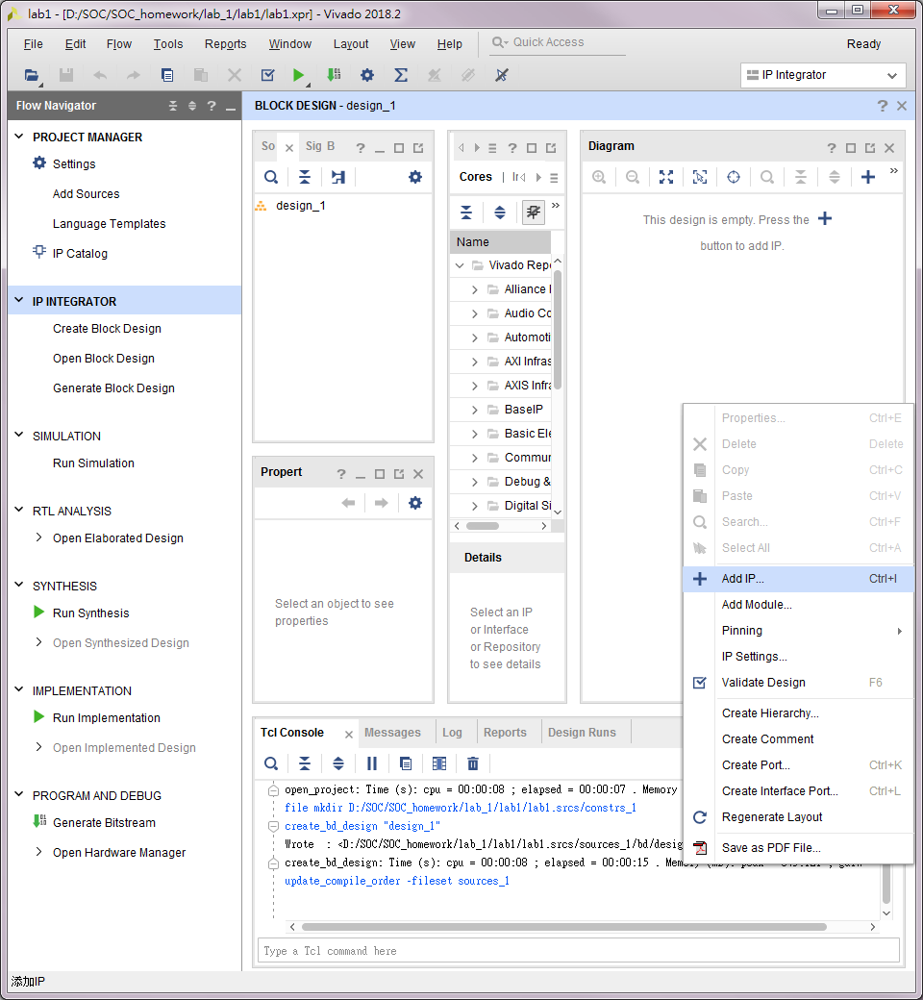 lab1 - [D:/SOC/SOC_homework/lab_1/lab1/lab1.xpr] - Vivado 2018.2
File Edit Flow Tools Reports Window Layout View Help Quick Access Ready
IP Integrator
Flow Navigator
PROJECT MANAGER
Settings
Add Sources
Language Templates
IP Catalog
IP INTEGRATOR
Create Block Design
Open Block Design
Generate Block Design
SIMULATION
Run Simulation
RTL ANALYSIS
Open Elaborated Design
SYNTHESIS
Run Synthesis
Open Synthesized Design
IMPLEMENTATION
Run Implementation
Open Implemented Design
PROGRAM AND DEBUG
Generate Bitstream
Open Hardware Manager
BLOCK DESIGN - design_1
So Sig B
design_1
Propert
Select an object to see
properties
Cores
Name
Vivado Repo
Alliance
Audio Co
Automoti
AXI Infras
AXIS Infra
BaseIP
Basic Ele
Commun
Debug &
Digital Si
Details
Select an IP
or Interface
or Repository
to see details
Diagram
This design is empty. Press the
button to add IP.
Properties... Ctrl+E
Delete Delete
Copy Ctrl+C
Paste Ctrl+V
Search... Ctrl+F
Select All Ctrl+A
Add IP... Ctrl+I
Add Module...
Pinning
IP Settings...
Validate Design F6
Create Hierarchy...
Create Comment
Create Port... Ctrl+K
Create Interface Port... Ctrl+L
Regenerate Layout
Save as PDF File...
Tcl Console Messages Log Reports Design Runs
open_project: Time (s): cpu = 00:00:08 ; elapsed = 00:00:07 . Memory
file mkdir D:/SOC/SOC_homework/lab_1/lab1/lab1.srcs/constrs_1
create_bd_design "design_1"
Wrote : <D:/SOC/SOC_homework/lab_1/lab1/lab1.srcs/sources_1/bd/desig
create_bd_design: Time (s): cpu = 00:00:08 ; elapsed = 00:00:15 . Memory (MB): peak
update_compile_order -fileset sources_1
Type a Tcl command here
添加IP